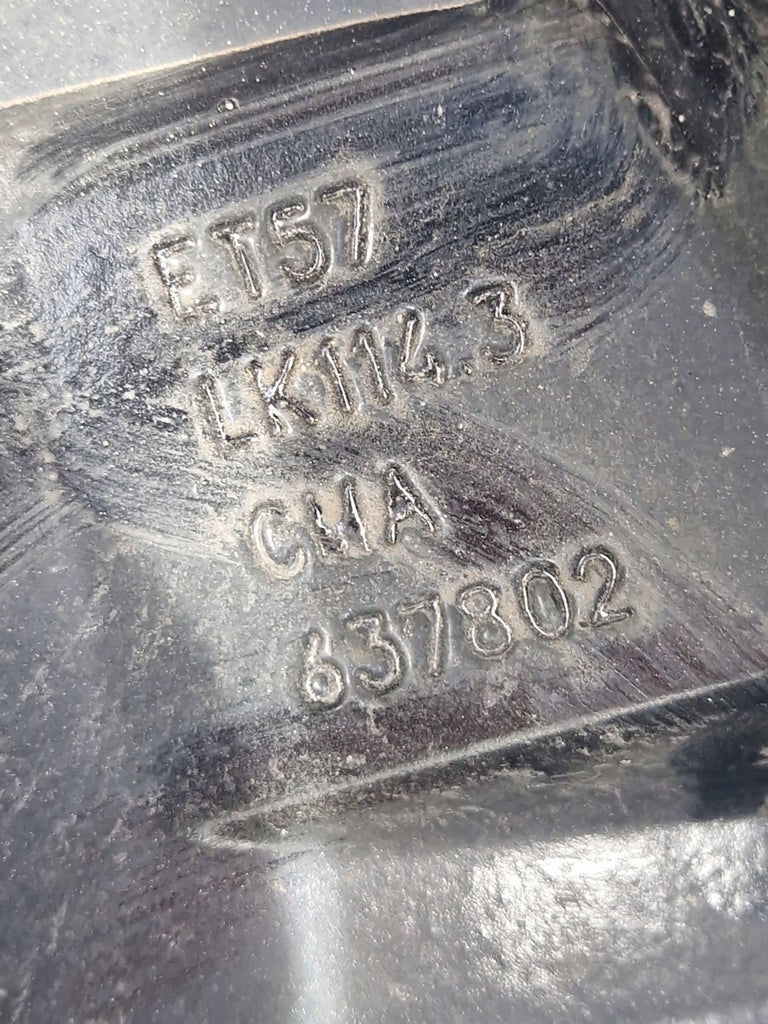 ET57
LK114.3
CMA
637802